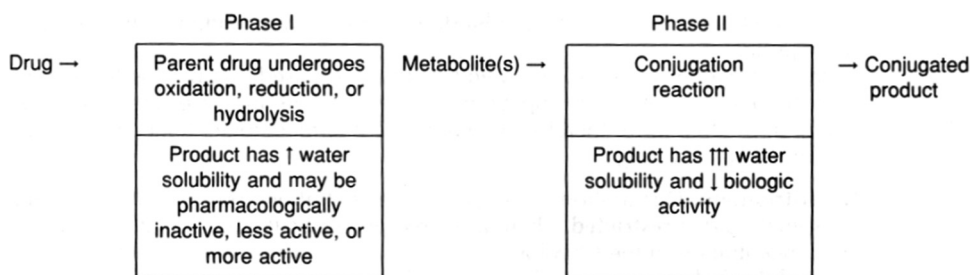 Phase I
Phase II
Drug →
Parent drug undergoes
oxidation, reduction, or
hydrolysis
Product has ↑ water
solubility and may be
pharmacologically
inactive, less active, or
more active
Metabolite(s) →
Conjugation
reaction
Product has ↑↑↑ water
solubility and ↓ biologic
activity
→ Conjugated
product